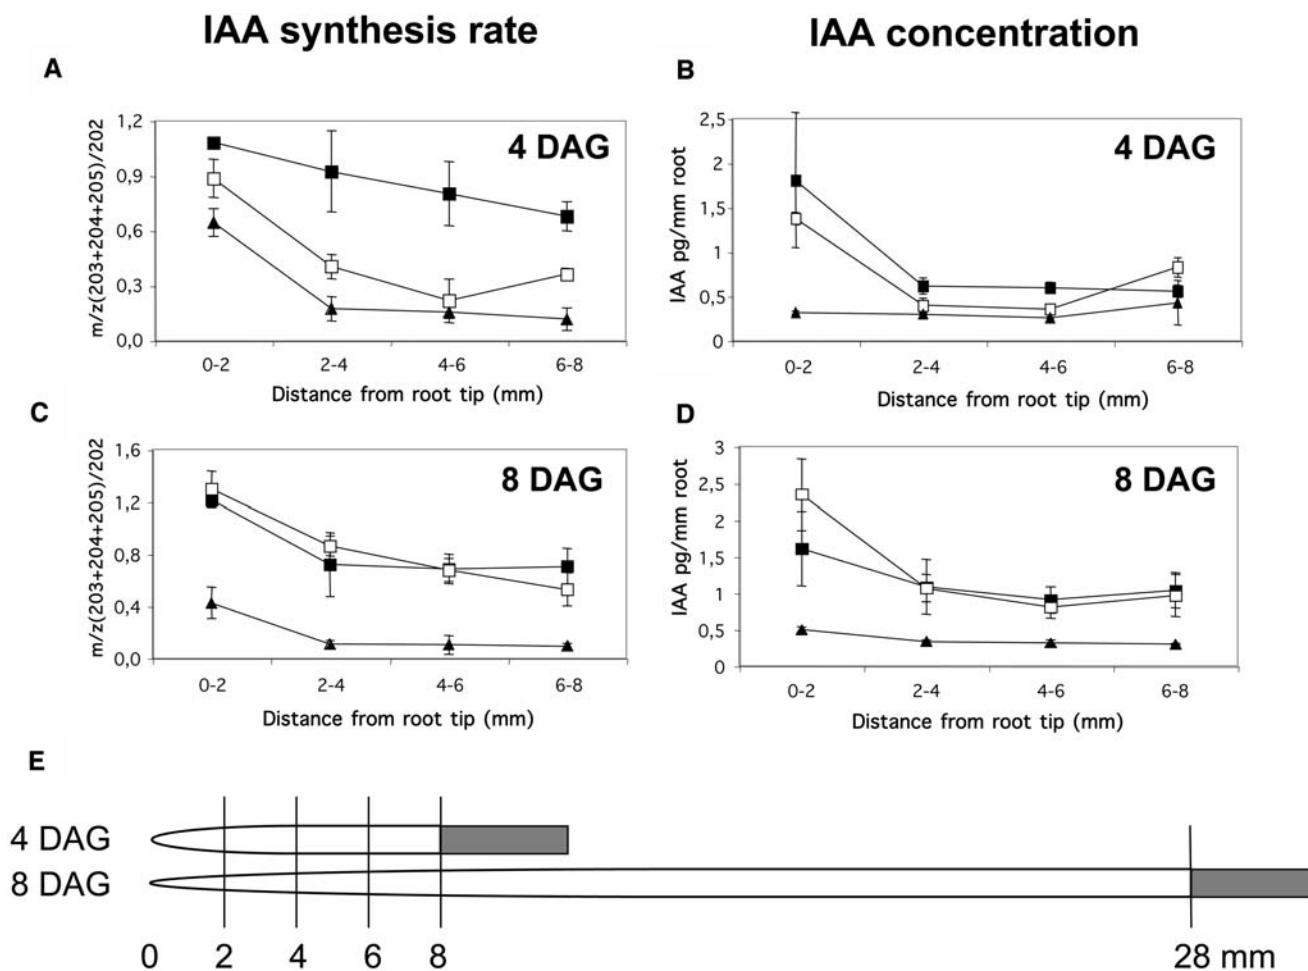 IAA synthesis rate
IAA concentration
A
4 DAG
m/z(203+204+205)/202
1,2
0,9
0,6
0,3
0,0
0-2 2-4 4-6 6-8
Distance from root tip (mm)
B
4 DAG
IAA pg/mm root
2,5
2
1,5
1
0,5
0
0-2 2-4 4-6 6-8
Distance from root tip (mm)
C
8 DAG
m/z(203+204+205)/202
1,6
1,2
0,8
0,4
0,0
0-2 2-4 4-6 6-8
Distance from root tip (mm)
D
8 DAG
IAA pg/mm root
3
2,5
2
1,5
1
0,5
0
0-2 2-4 4-6 6-8
Distance from root tip (mm)
E
4 DAG
8 DAG
0 2 4 6 8 28 mm